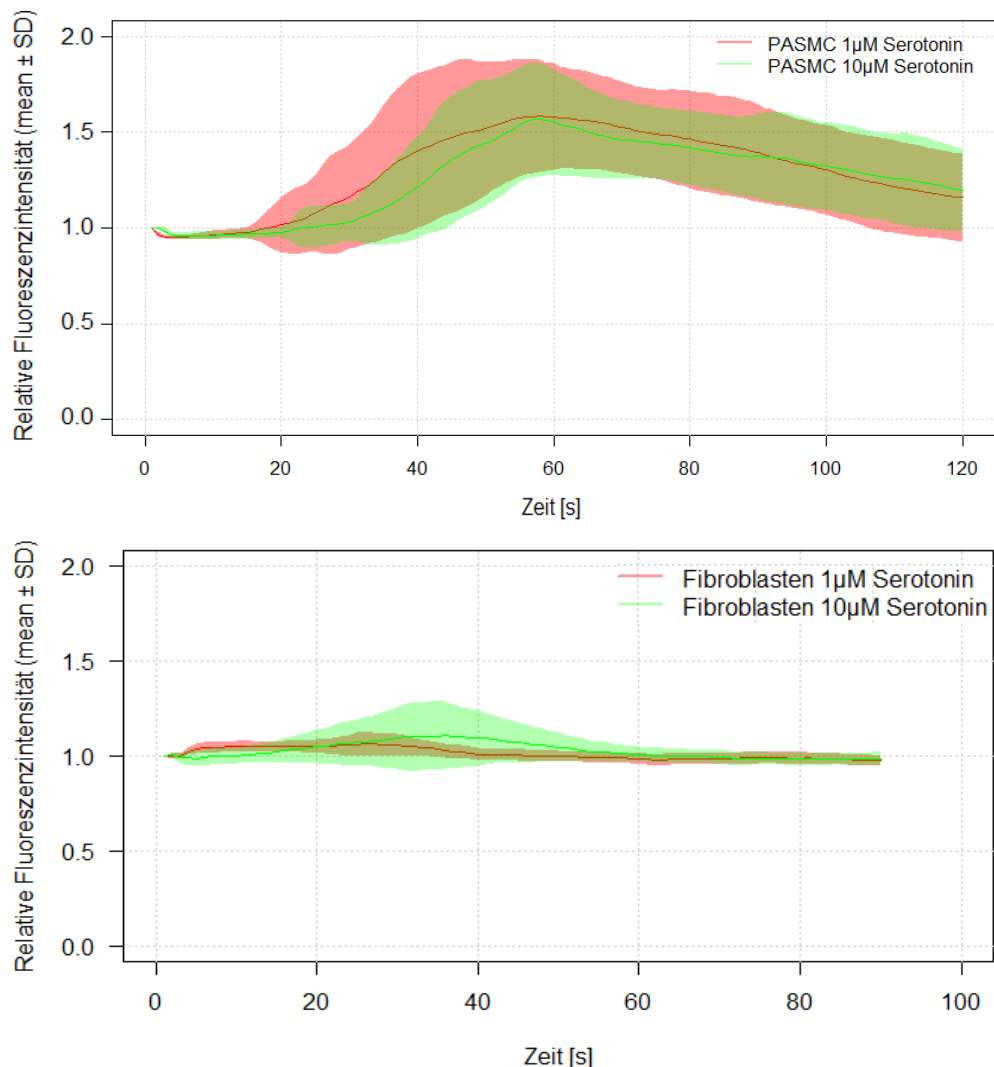 Relative Fluoreszenzintensität (mean ± SD)
2.0
1.5
1.0
0.5
0.0
PASMC 1µM Serotonin
PASMC 10µM Serotonin
0 20 40 60 80 100 120
Zeit [s]
Relative Fluoreszenzintensität (mean ± SD)
2.0
1.5
1.0
0.5
0.0
Fibroblasten 1µM Serotonin
Fibroblasten 10µM Serotonin
0 20 40 60 80 100
Zeit [s]